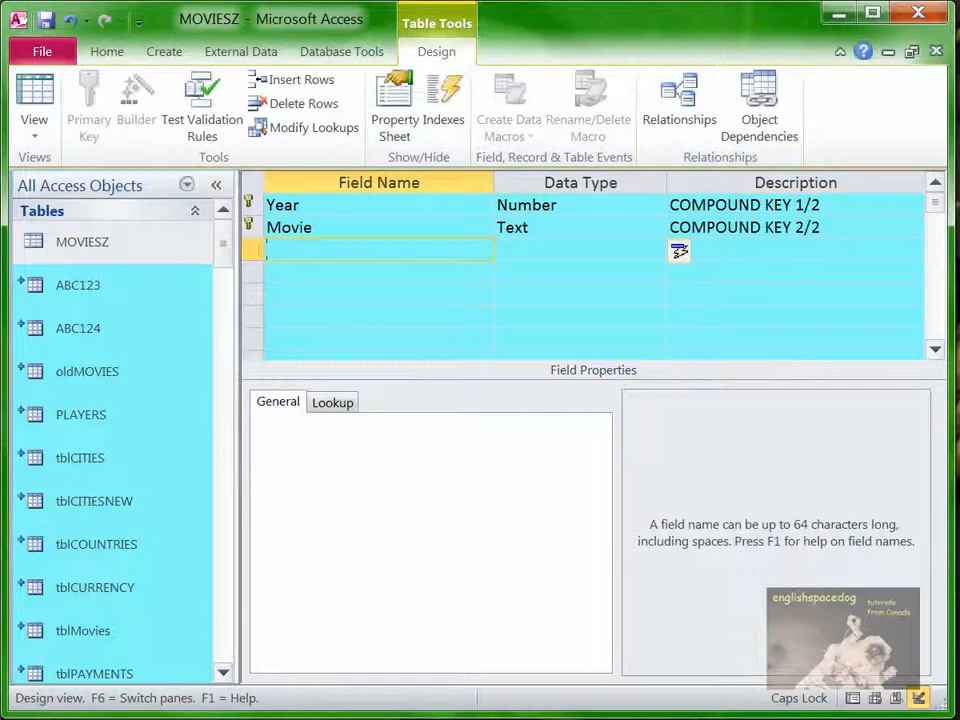 MOVIESZ - Microsoft Access
Table Tools
File Home Create External Data Database Tools Design
View
Primary Key
Builder
Test Validation Rules
Insert Rows
Delete Rows
Modify Lookups
Property Sheet
Indexes
Create Data Macros
Rename/Delete Macro
Relationships
Object Dependencies
Views Tools Show/Hide Field, Record & Table Events Relationships
All Access Objects
Tables
MOVIESZ
ABC123
ABC124
oldMOVIES
PLAYERS
tblCITIES
tblCITIESNEW
tblCOUNTRIES
tblCURRENCY
tblMovies
tblPAYMENTS
Field Name Data Type Description
Year Number COMPOUND KEY 1/2
Movie Text COMPOUND KEY 2/2
Field Properties
General Lookup
A field name can be up to 64 characters long,
including spaces. Press F1 for help on field names.
englishspacedog
tutorials
from Canada
Design view. F6 = Switch panes. F1 = Help.
Caps Lock